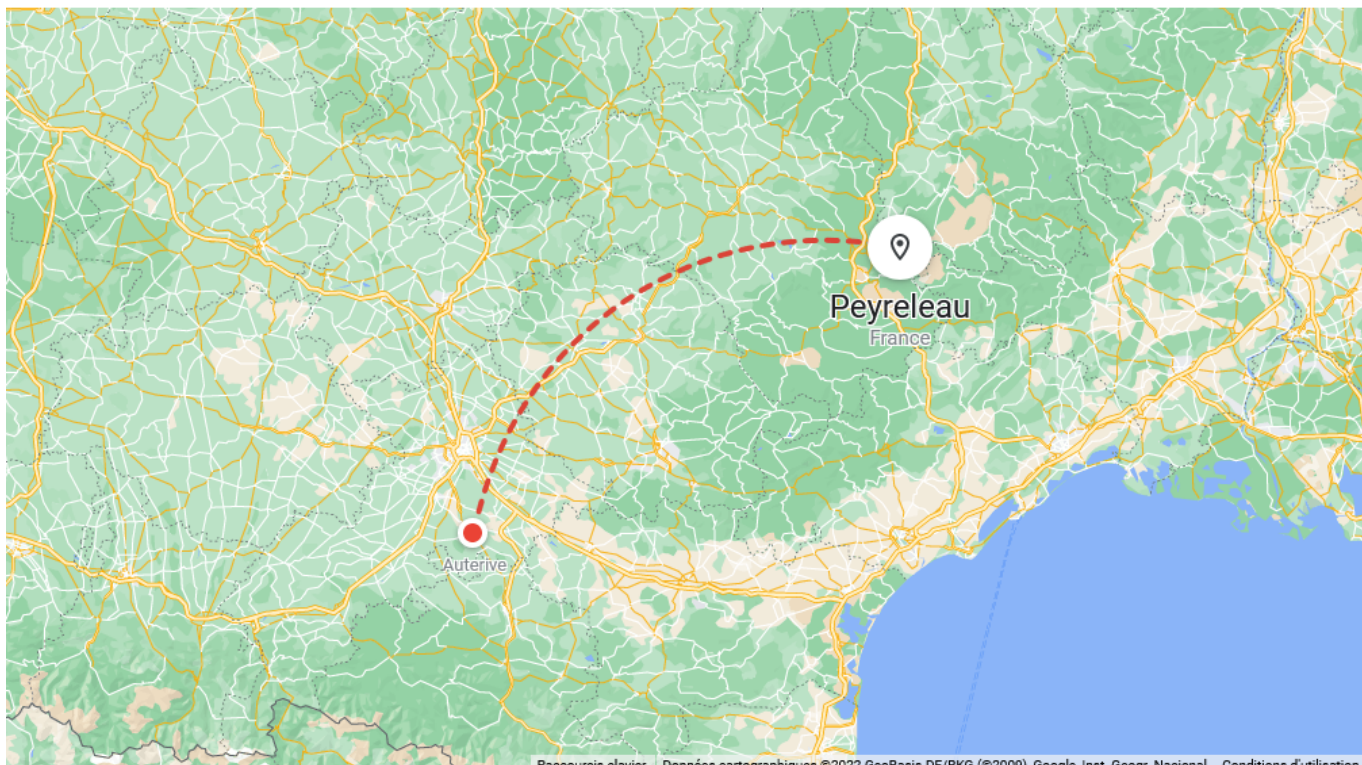 Peyreleau
France
Auterive
Raccourcis clavier Données cartographiques ©2022 GeoBasis-DE/BKG (©2009), Google, Inst. Geogr. Nacional Conditions d'utilisation